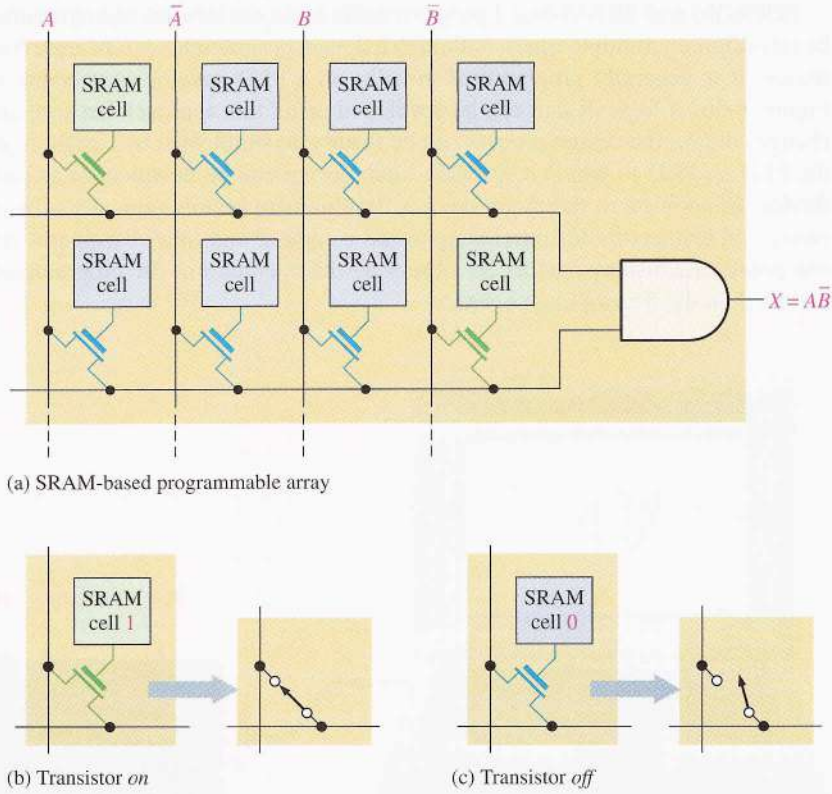 A Ā B B̄
SRAM cell SRAM cell SRAM cell SRAM cell
SRAM cell SRAM cell SRAM cell SRAM cell
X = AB̄
(a) SRAM-based programmable array
SRAM
cell 1
SRAM
cell 0
(b) Transistor on
(c) Transistor off